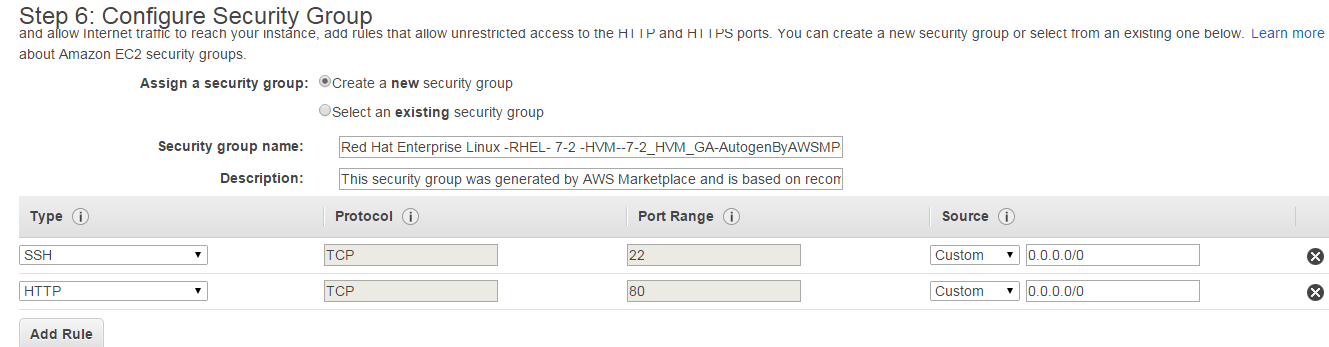 Step 6: Configure Security Group
and allow Internet traffic to reach your instance, add rules that allow unrestricted access to the HTTP and HTTPS ports. You can create a new security group or select from an existing one below. Learn more
about Amazon EC2 security groups.
Assign a security group: Create a new security group
Select an existing security group
Security group name: Red Hat Enterprise Linux -RHEL- 7-2 -HVM--7-2_HVM_GA-AutogenByAWSMP
Description: This security group was generated by AWS Marketplace and is based on recom
Type i Protocol i Port Range i Source i
SSH TCP 22 Custom 0.0.0.0/0
HTTP TCP 80 Custom 0.0.0.0/0
Add Rule